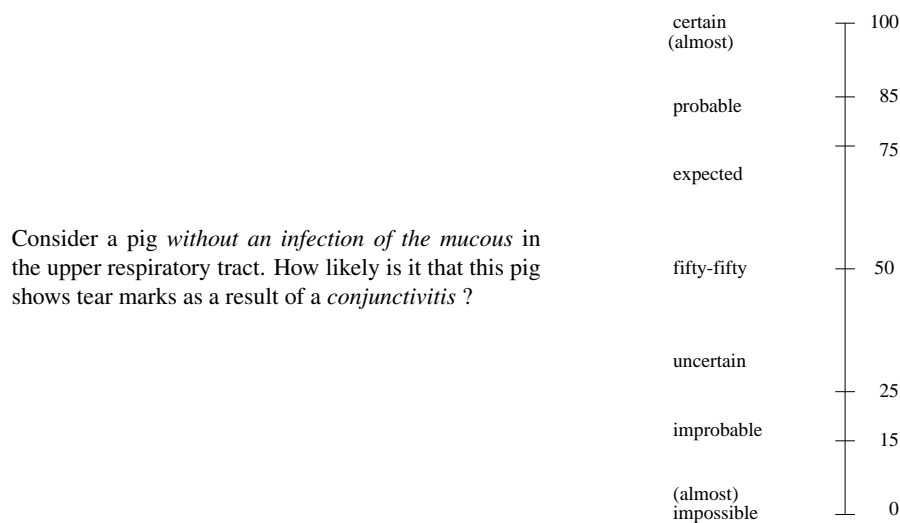 certain 100
(almost)
probable 85
75
expected
Consider a pig without an infection of the mucous in
the upper respiratory tract. How likely is it that this pig
shows tear marks as a result of a conjunctivitis ?
fifty-fifty 50
uncertain
25
improbable
15
(almost)
impossible 0